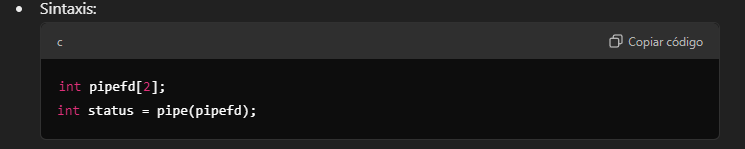 • Sintaxis:
c
Copiar código
int pipefd[2];
int status = pipe(pipefd);